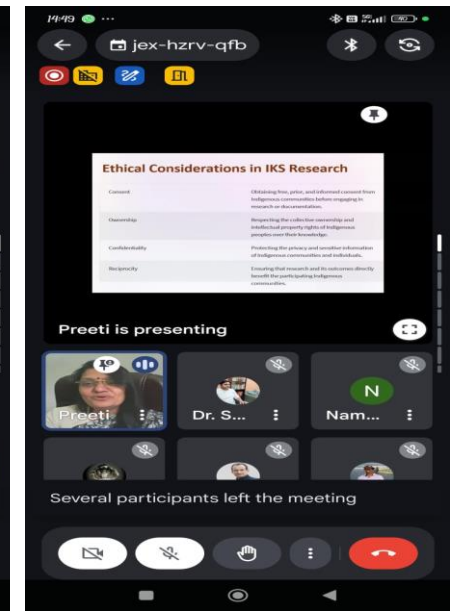 14:49
jex-hzrv-qfb
Ethical Considerations in IKS Research
Consent
Obtaining free, prior, and informed consent from
Indigenous communities before engaging in
research or documentation.
Ownership
Respecting the collective ownership and
intellectual property rights of Indigenous
peoples over their knowledge.
Confidentiality
Protecting the privacy and sensitive information
of Indigenous communities and individuals.
Reciprocity
Ensuring that research and its outcomes directly
benefit the participating Indigenous
communities.
Preeti is presenting
N
Preeti
Dr. S...
Nam...
Several participants left the meeting